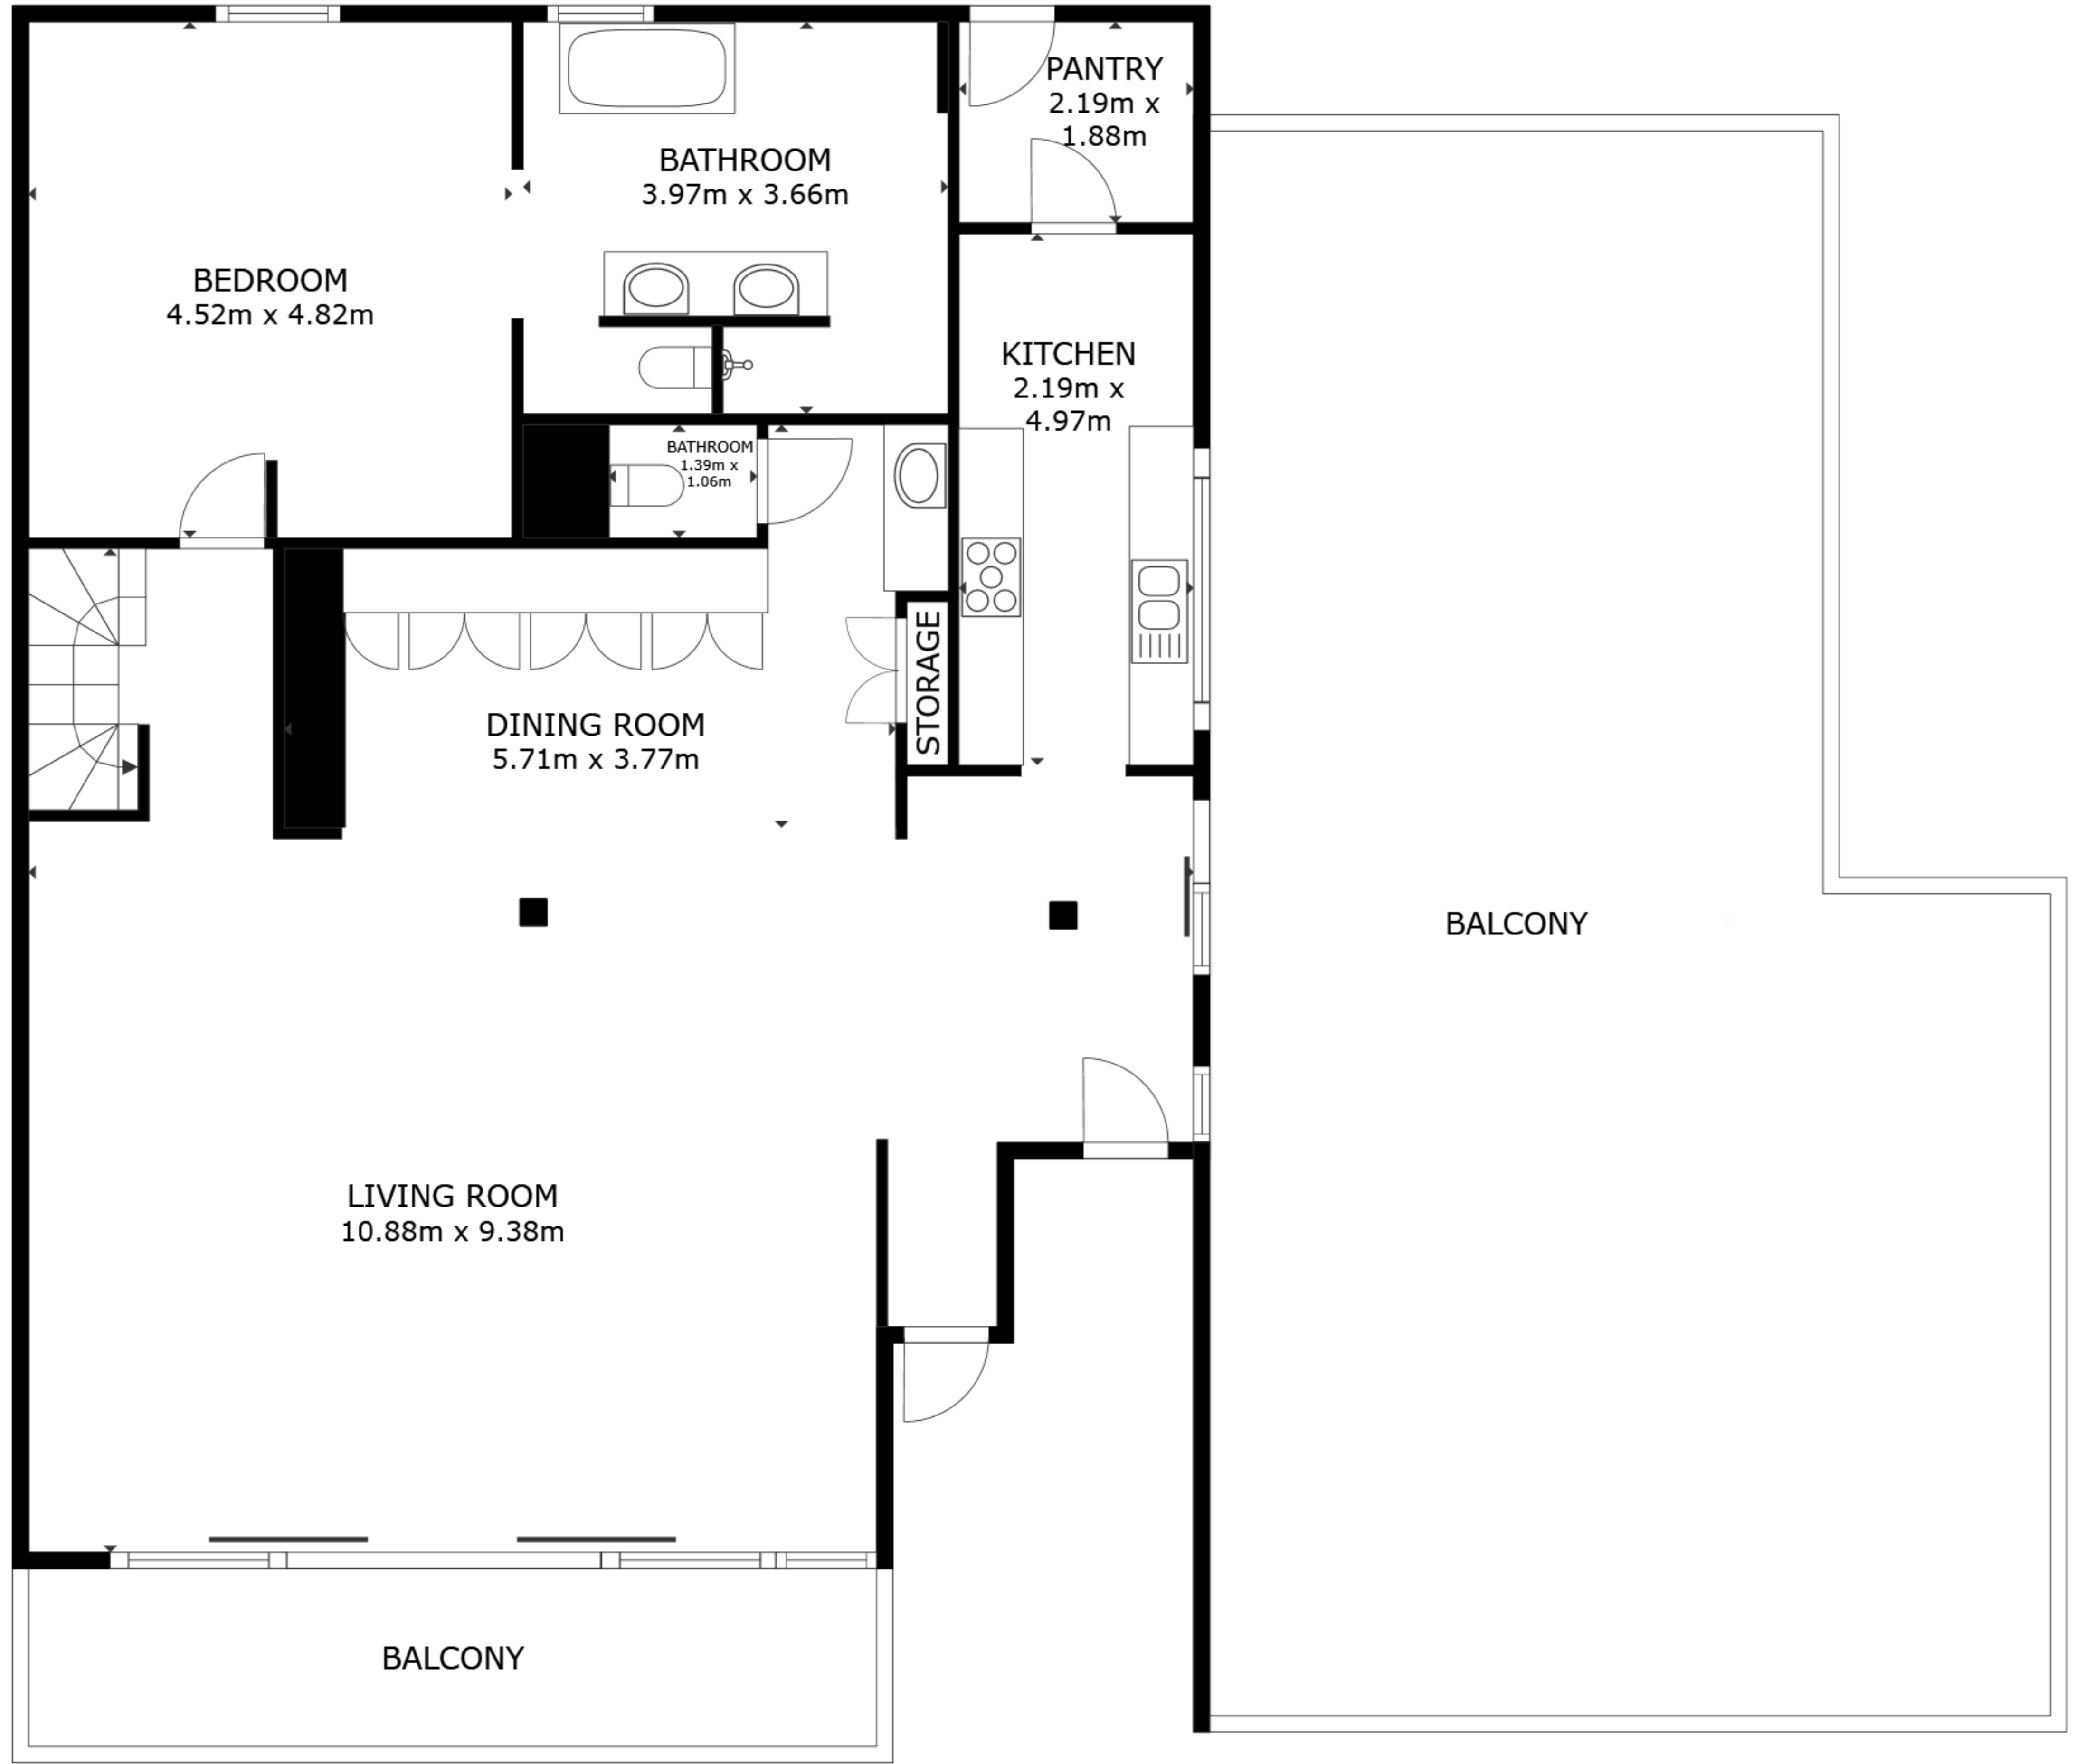 PANTRY
2.19m x
1.88m
BATHROOM
3.97m x 3.66m
BEDROOM
4.52m x 4.82m
KITCHEN
2.19m x
4.97m
BATHROOM
1.39m x
1.06m
STORAGE
DINING ROOM
5.71m x 3.77m
BALCONY
LIVING ROOM
10.88m x 9.38m
BALCONY